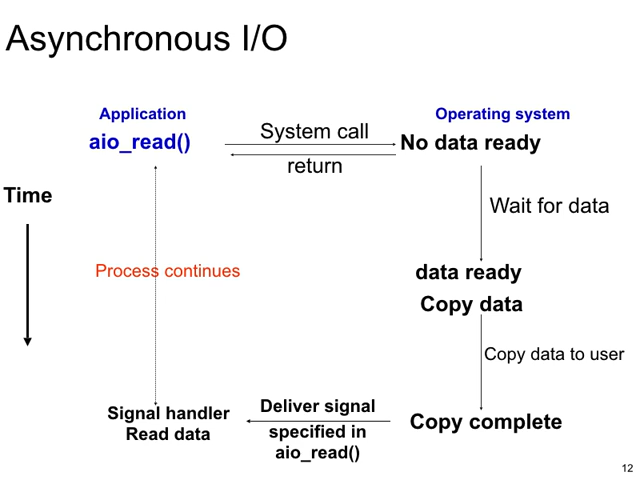 Asynchronous I/O
Application
Operating system
aio_read()
System call
No data ready
return
Time
Wait for data
Process continues
data ready
Copy data
Copy data to user
Signal handler
Read data
Deliver signal
specified in
aio_read()
Copy complete
12